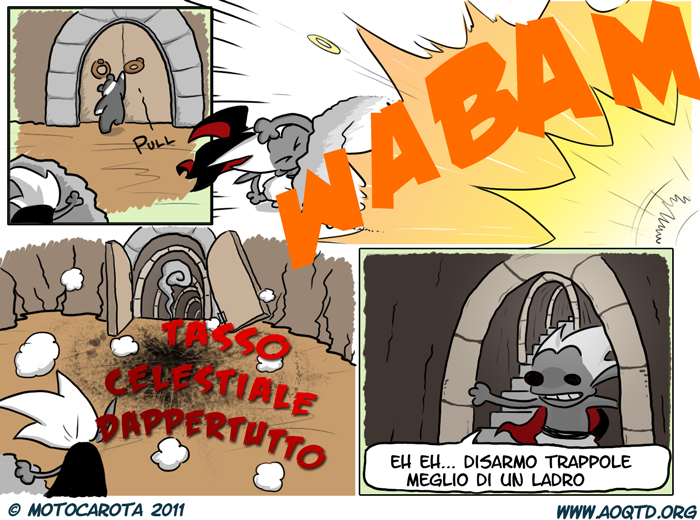 PULL
WABAM
TASSO
CELESTIALE
DAPPERTUTTO
EH EH... DISARMO TRAPPOLE
MEGLIO DI UN LADRO
© MOTOCAROTA 2011
WWW.AOQTD.ORG